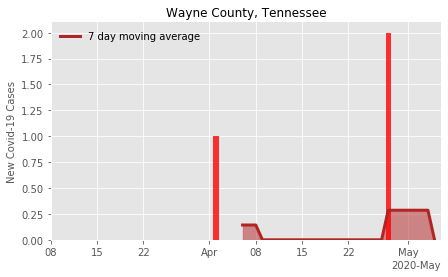 Wayne County, Tennessee
7 day moving average
New Covid-19 Cases
2.00
1.75
1.50
1.25
1.00
0.75
0.50
0.25
0.00
08 15 22 Apr 08 15 22 May
2020-May